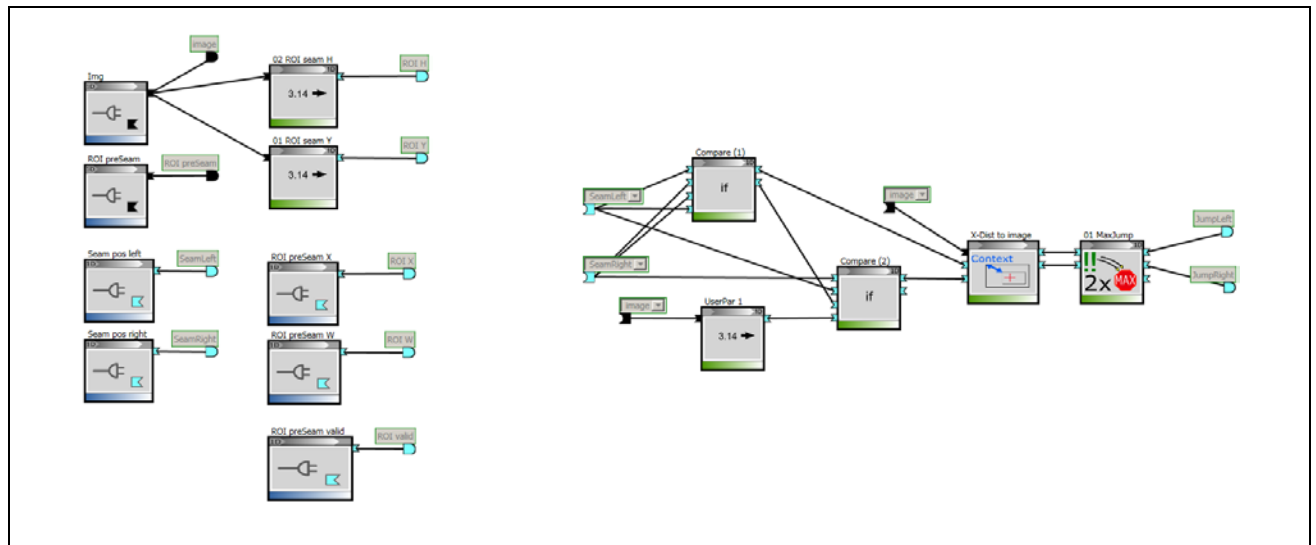 image
Img
ROI preSeam
ROI preSeam
Seam pos left
SeamLeft
Seam pos right
SeamRight
02 ROI seam H
3.14
ROI H
01 ROI seam Y
3.14
ROI Y
ROI preSeam X
ROI X
ROI preSeam W
ROI W
ROI preSeam valid
ROI valid
Compare (1)
if
SeamLeft
SeamRight
image
UserPar 1
3.14
Compare (2)
if
image
X-Dist to image
Context
01 MaxJump
!!
2x
MAX
JumpLeft
JumpRight